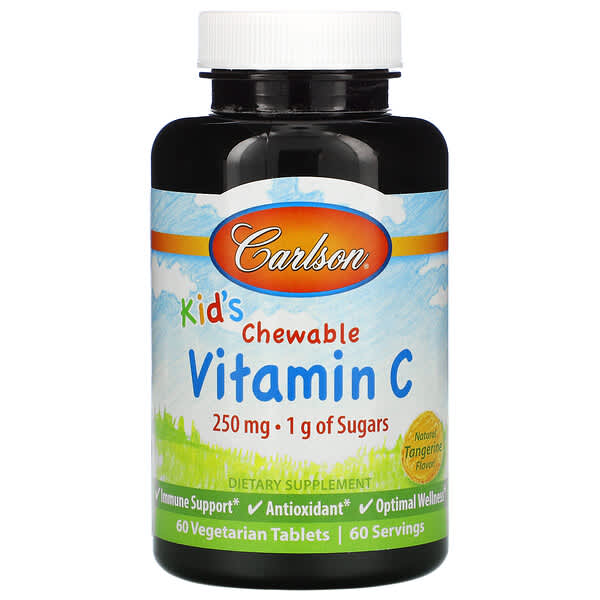 Carlson®
Kid's
Chewable
Vitamin C
250 mg • 1 g of Sugars
Natural
Tangerine
Flavor
DIETARY SUPPLEMENT
✓ Immune Support* ✓ Antioxidant* ✓ Optimal Wellness*
60 Vegetarian Tablets | 60 Servings